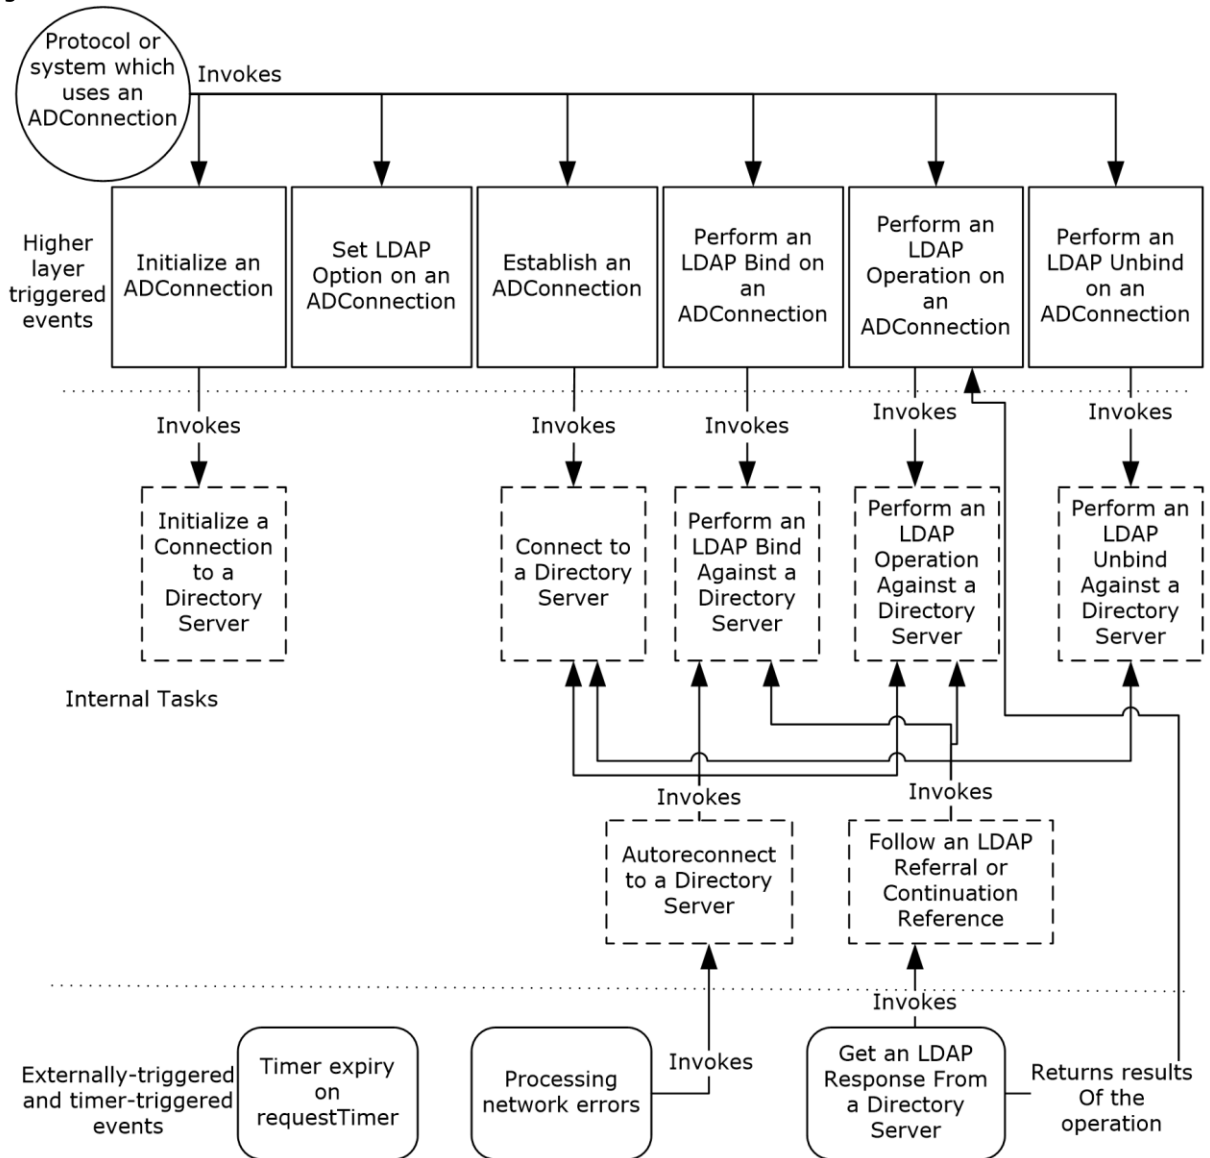 Protocol or
system which
uses an
ADConnection
Invokes
Higher
layer
triggered
events
Initialize an
ADConnection
Set LDAP
Option on an
ADConnection
Establish an
ADConnection
Perform an
LDAP Bind on
an
ADConnection
Perform an
LDAP
Operation on
an
ADConnection
Perform an
LDAP Unbind
on an
ADConnection
Invokes
Invokes
Invokes
Invokes
Invokes
Initialize a
Connection
to a
Directory
Server
Connect to
a Directory
Server
Perform an
LDAP Bind
Against a
Directory
Server
Perform an
LDAP
Operation
Against a
Directory
Server
Perform an
LDAP
Unbind
Against a
Directory
Server
Internal Tasks
Invokes
Invokes
Autoreconnect
to a Directory
Server
Follow an LDAP
Referral or
Continuation
Reference
Invokes
Invokes
Externally-triggered
and timer-triggered
events
Timer expiry
on
requestTimer
Processing
network errors
Get an LDAP
Response From
a Directory
Server
Returns results
Of the
operation